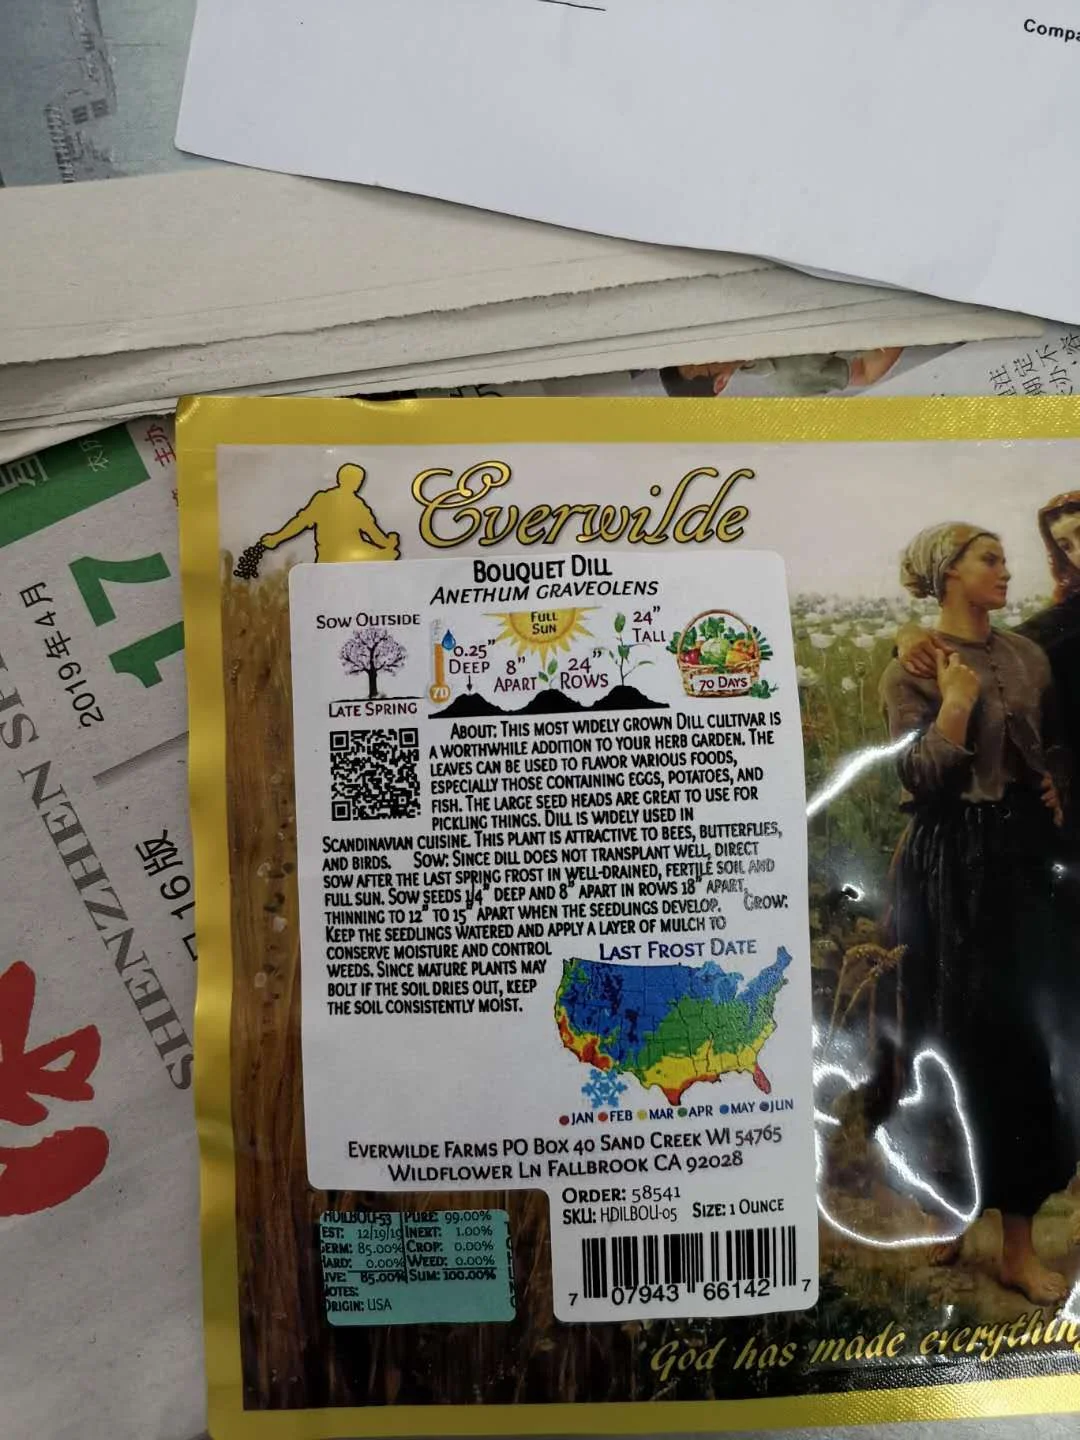 Compa
主办
2019年4月
17
16版
SHENZHEN
Everwilde
BOUQUET DILL
ANETHUM GRAVEOLENS
SOW OUTSIDE
LATE SPRING
70
0.25"
DEEP
8"
APART
FULL
SUN
24"
ROWS
24"
TALL
70 DAYS
ABOUT: THIS MOST WIDELY GROWN DILL CULTIVAR IS
A WORTHWHILE ADDITION TO YOUR HERB GARDEN. THE
LEAVES CAN BE USED TO FLAVOR VARIOUS FOODS,
ESPECIALLY THOSE CONTAINING EGGS, POTATOES, AND
FISH. THE LARGE SEED HEADS ARE GREAT TO USE FOR
PICKLING THINGS. DILL IS WIDELY USED IN
SCANDINAVIAN CUISINE. THIS PLANT IS ATTRACTIVE TO BEES, BUTTERFLIES,
AND BIRDS. SOW: SINCE DILL DOES NOT TRANSPLANT WELL, DIRECT
SOW AFTER THE LAST SPRING FROST IN WELL-DRAINED, FERTILE SOIL AND
FULL SUN. SOW SEEDS 1/4" DEEP AND 8" APART IN ROWS 18" APART,
THINNING TO 12" TO 15" APART WHEN THE SEEDLINGS DEVELOP. GROW:
KEEP THE SEEDLINGS WATERED AND APPLY A LAYER OF MULCH TO
CONSERVE MOISTURE AND CONTROL
WEEDS. SINCE MATURE PLANTS MAY
BOLT IF THE SOIL DRIES OUT, KEEP
THE SOIL CONSISTENTLY MOIST.
LAST FROST DATE
JAN FEB MAR APR MAY JUN
EVERWILDE FARMS PO BOX 40 SAND CREEK WI 54765
WILDFLOWER LN FALLBROOK CA 92028
ORDER: 58541
SKU: HDILBOU-05 SIZE: 1 OUNCE
7 07943 66142 7
HDILBOU-53 PURE: 99.00%
EST: 12/19/19 INERT: 1.00%
GERM: 85.00% CROP: 0.00%
HARD: 0.00% WEED: 0.00%
IVE: 85.00% SUM: 100.00%
NOTES:
ORIGIN: USA
God has made everythin